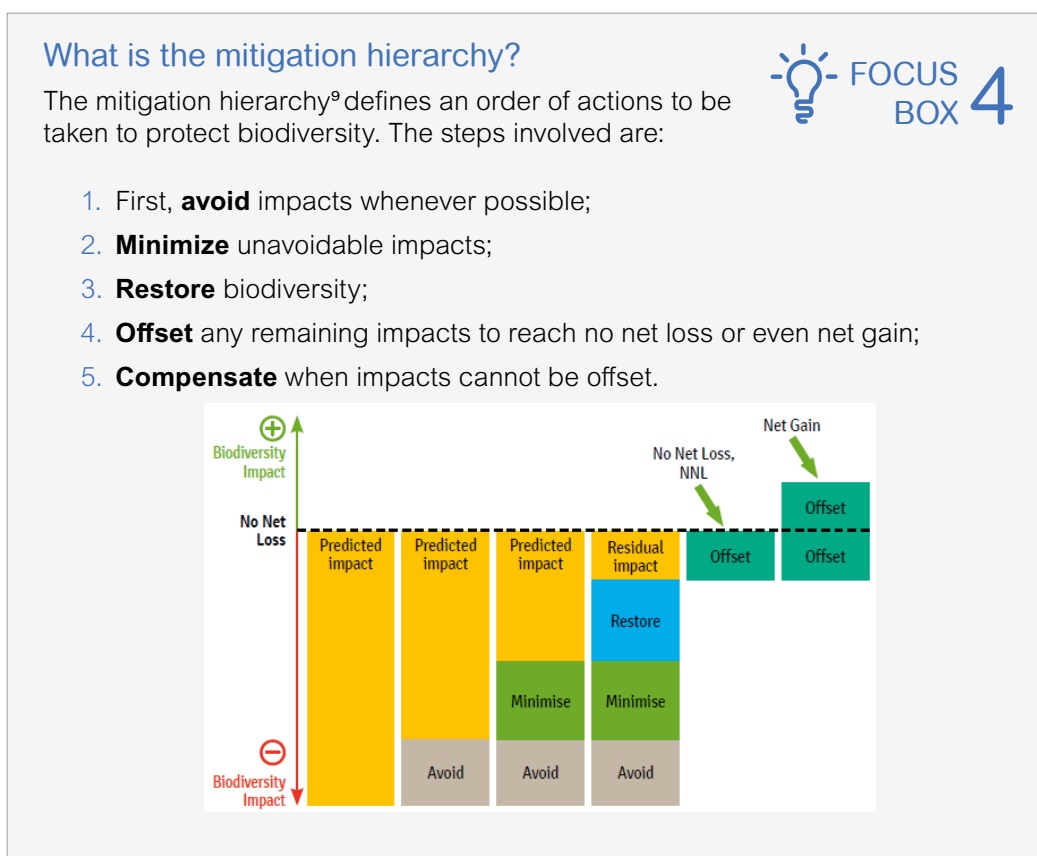 What is the mitigation hierarchy?
FOCUS
BOX 4
The mitigation hierarchy⁹ defines an order of actions to be
taken to protect biodiversity. The steps involved are:
1. First, avoid impacts whenever possible;
2. Minimize unavoidable impacts;
3. Restore biodiversity;
4. Offset any remaining impacts to reach no net loss or even net gain;
5. Compensate when impacts cannot be offset.
Biodiversity
Impact
No Net
Loss
Biodiversity
Impact
Predicted
impact
Predicted
impact
Avoid
Predicted
impact
Minimise
Avoid
Residual
impact
Restore
Minimise
Avoid
No Net Loss,
NNL
Offset
Net Gain
Offset
Offset